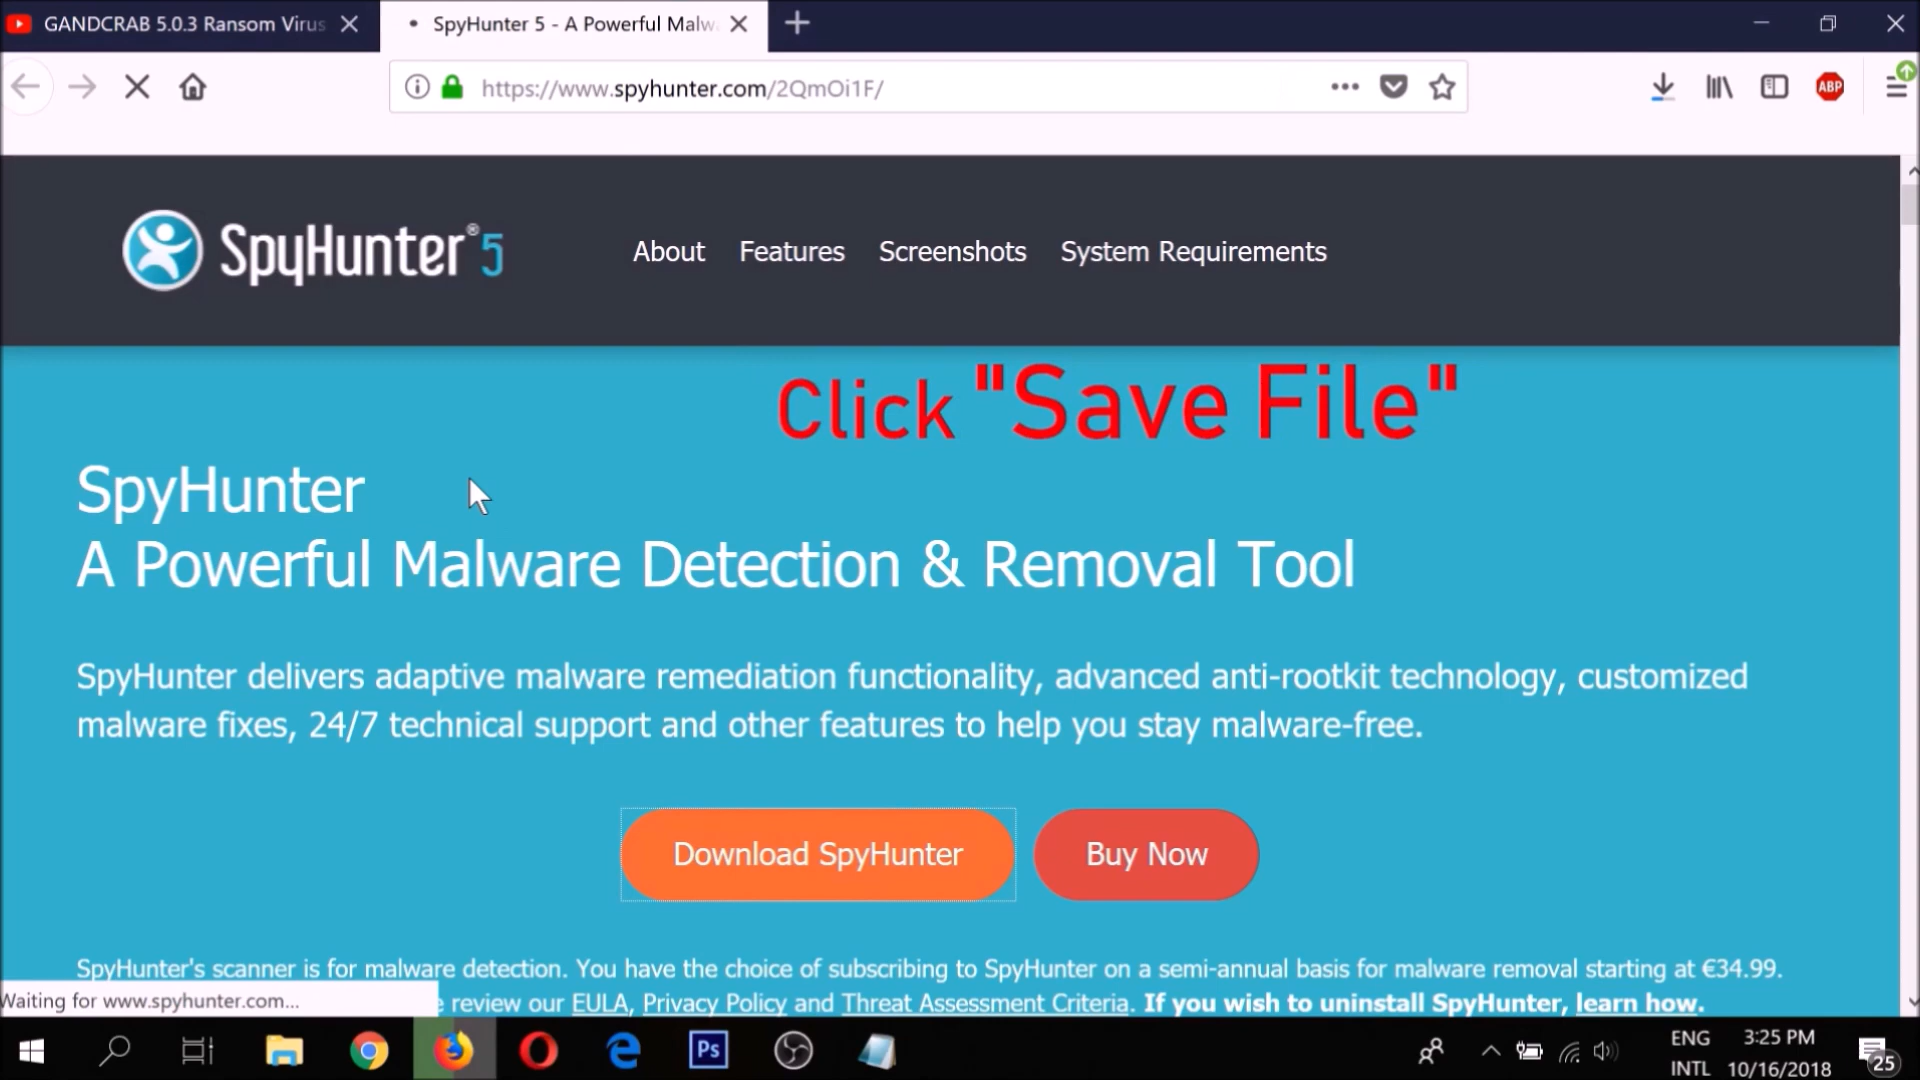 GANDCRAB 5.0.3 Ransom Virus
SpyHunter 5 - A Powerful Malw
https://www.spyhunter.com/2QmOi1F/
ABP
SpyHunter® 5
About Features Screenshots System Requirements
Click "Save File"
SpyHunter
A Powerful Malware Detection & Removal Tool
SpyHunter delivers adaptive malware remediation functionality, advanced anti-rootkit technology, customized
malware fixes, 24/7 technical support and other features to help you stay malware-free.
Download SpyHunter Buy Now
SpyHunter's scanner is for malware detection. You have the choice of subscribing to SpyHunter on a semi-annual basis for malware removal starting at €34.99.
Waiting for www.spyhunter.com... e review our EULA, Privacy Policy and Threat Assessment Criteria. If you wish to uninstall SpyHunter, learn how.
Ps
ENG 3:25 PM
INTL 10/16/2018 25